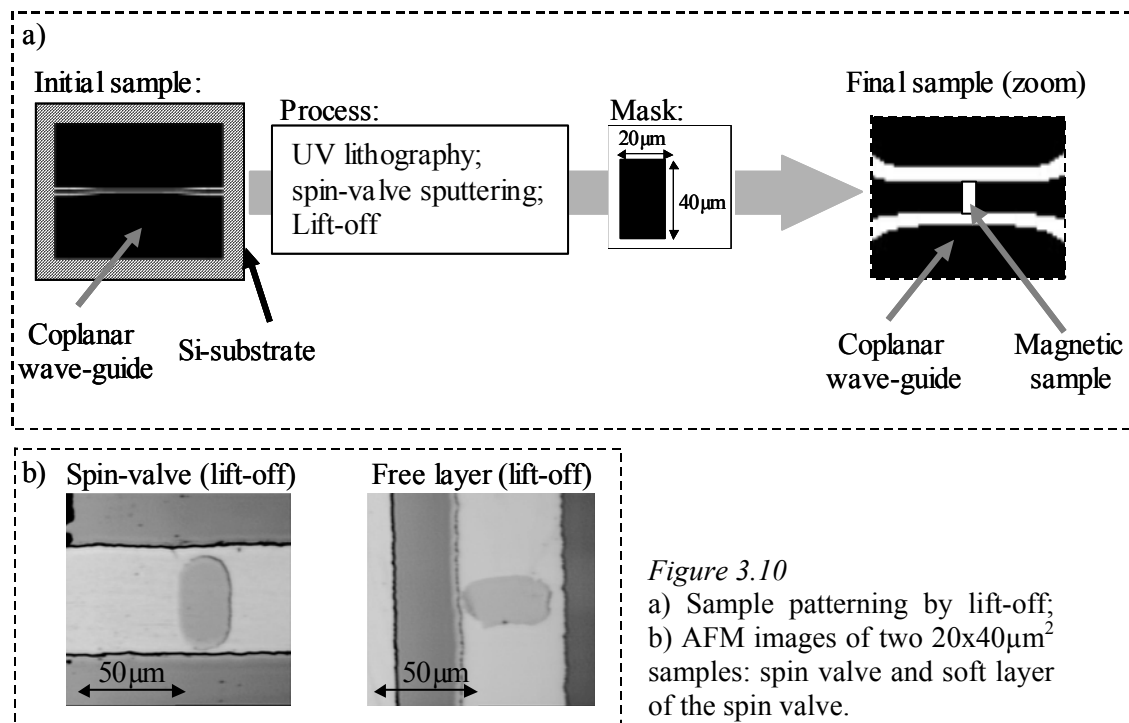 a)
Initial sample:
Process:
Mask:
Final sample (zoom)
UV lithography;
spin-valve sputtering;
Lift-off
20μm
40μm
Coplanar
wave-guide
Si-substrate
Coplanar
wave-guide
Magnetic
sample
b) Spin-valve (lift-off)
Free layer (lift-off)
50μm
50μm
Figure 3.10
a) Sample patterning by lift-off;
b) AFM images of two 20x40μm²
samples: spin valve and soft layer
of the spin valve.